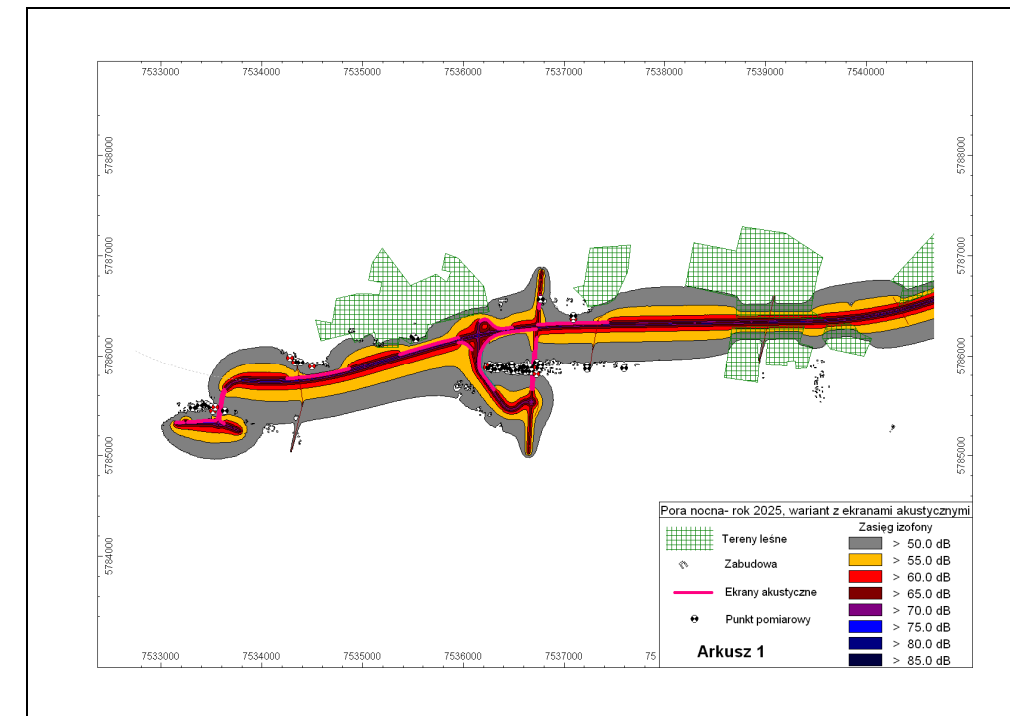 7533000 7534000 7535000 7536000 7537000 7538000 7539000 7540000
5788000 5788000
5787000 5787000
5786000 5786000
5785000 5785000
5784000
Pora nocna- rok 2025, wariant z ekranami akustycznymi
Zasięg izofony
Tereny leśne
Zabudowa
Ekrany akustyczne
Punkt pomiarowy
Arkusz 1
> 50.0 dB
> 55.0 dB
> 60.0 dB
> 65.0 dB
> 70.0 dB
> 75.0 dB
> 80.0 dB
> 85.0 dB
7533000 7534000 7535000 7536000 7537000 75